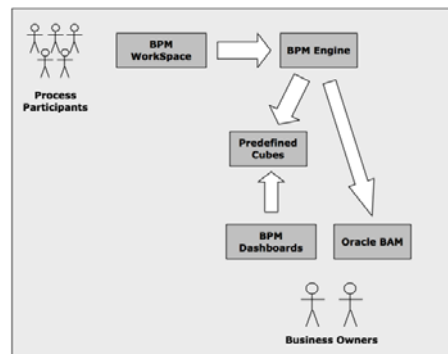 BPM
WorkSpace
BPM Engine
Process
Participants
Predefined
Cubes
BPM
Dashboards
Oracle BAM
Business Owners